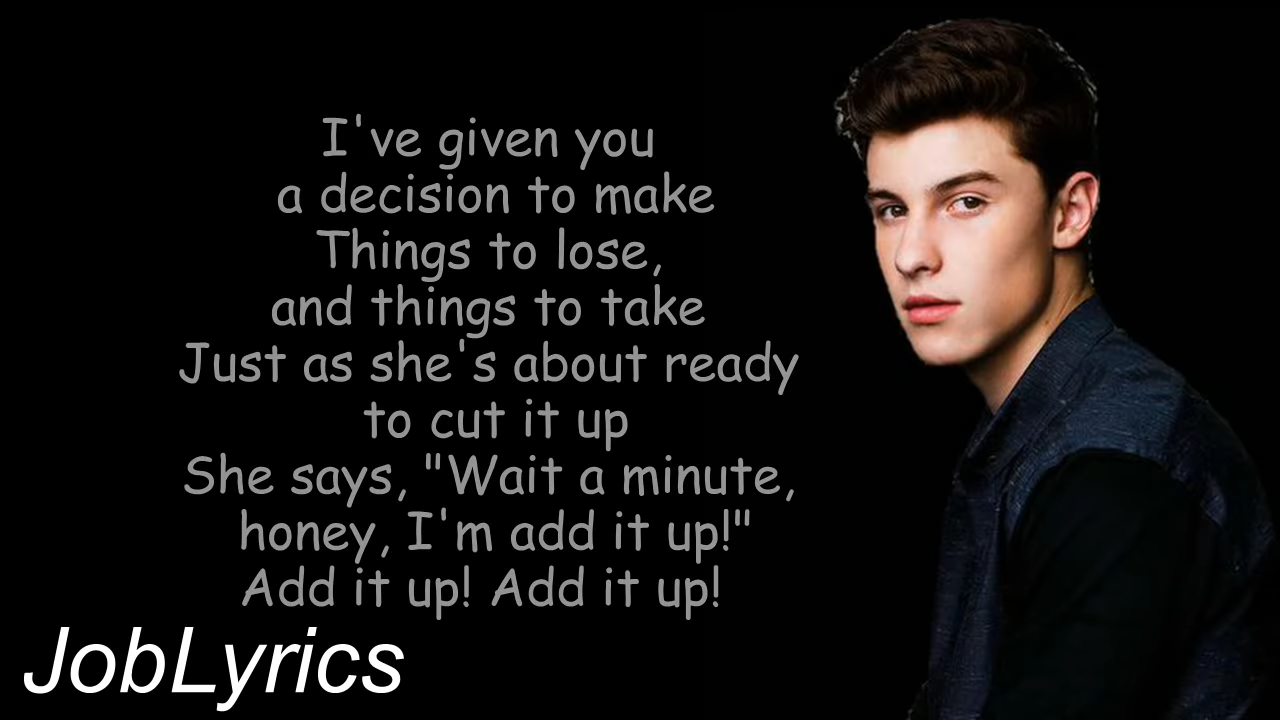 I've given you
a decision to make
Things to lose,
and things to take
Just as she's about ready
to cut it up
She says, "Wait a minute,
honey, I'm add it up!"
Add it up! Add it up!
JobLyrics